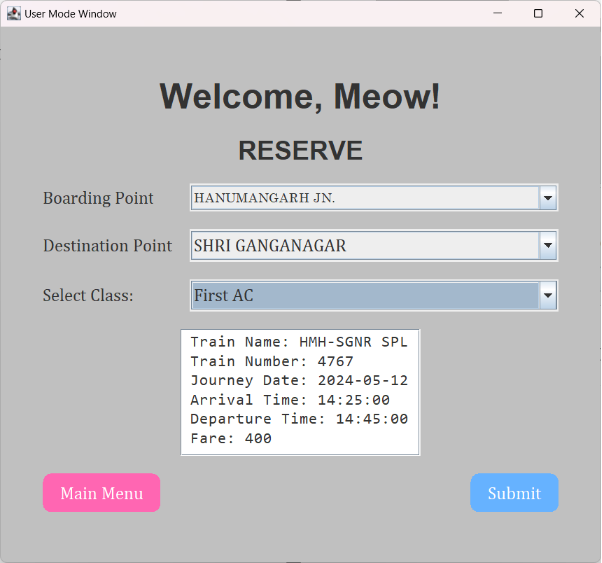 User Mode Window
Welcome, Meow!
RESERVE
Boarding Point HANUMANGARH JN.
Destination Point SHRI GANGANAGAR
Select Class: First AC
Train Name: HMH-SGNR SPL
Train Number: 4767
Journey Date: 2024-05-12
Arrival Time: 14:25:00
Departure Time: 14:45:00
Fare: 400
Main Menu Submit